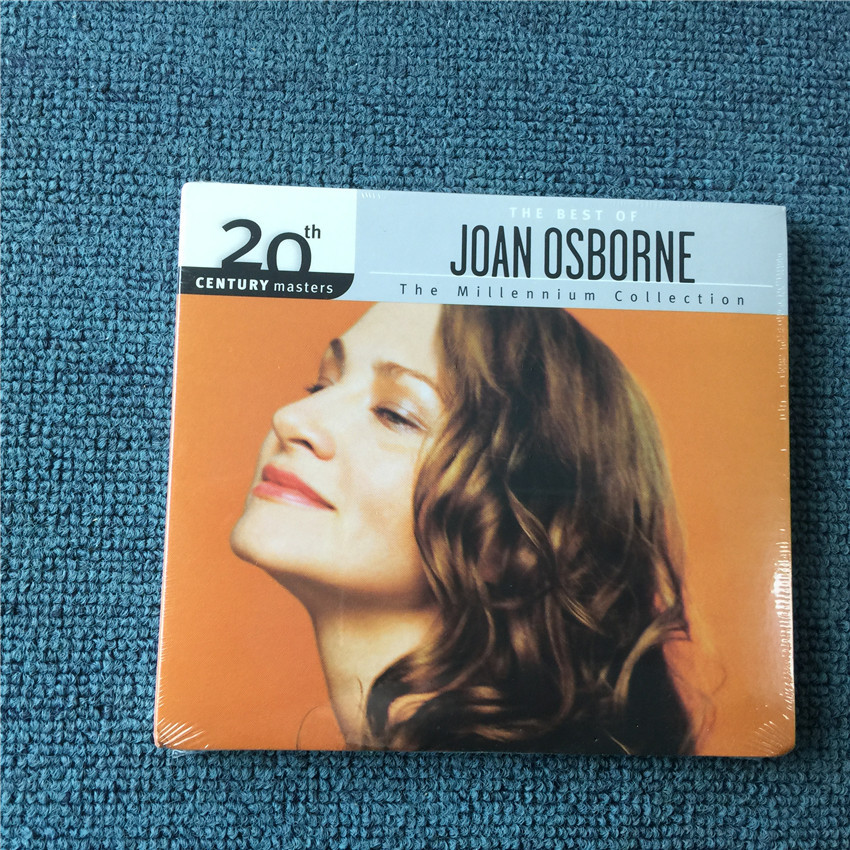 20th
CENTURY masters
THE BEST OF
JOAN OSBORNE
The Millennium Collection